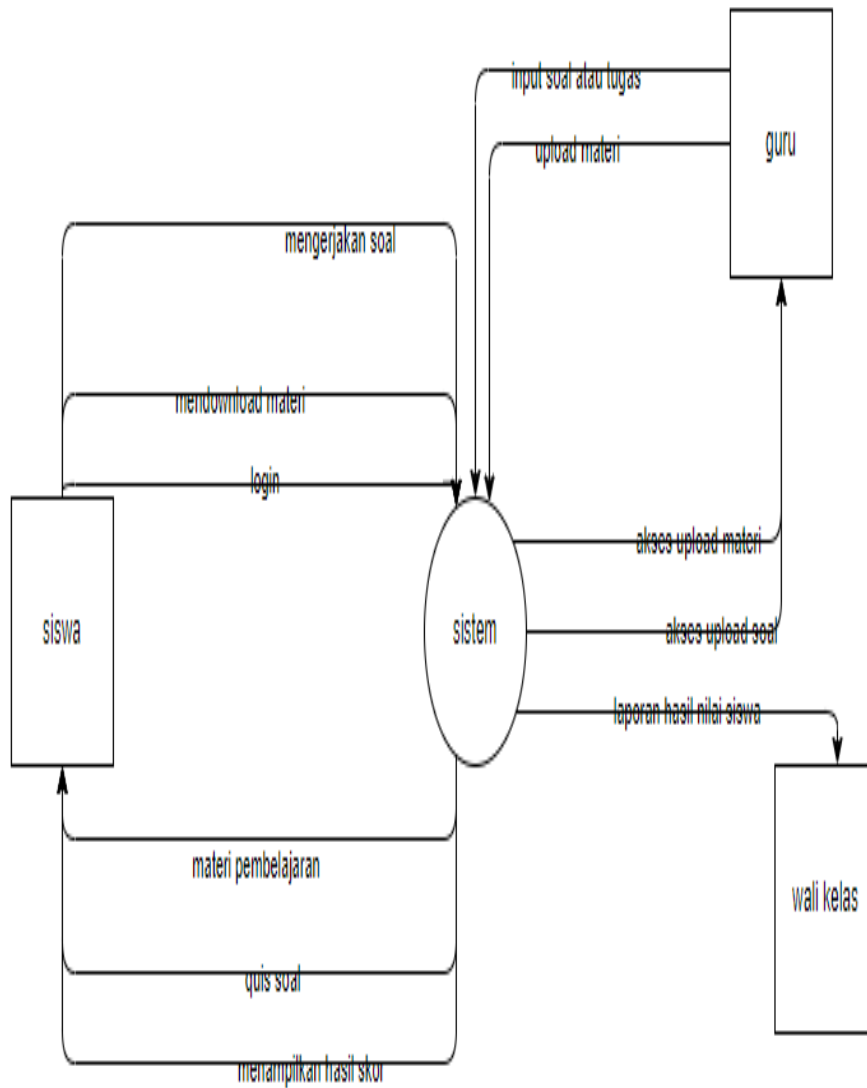 input soal atau tugas
guru
upload materi
mengerjakan soal
mendownload materi
login
akses upload materi
siswa
sistem
akses upload soal
laporan hasil nilai siswa
materi pembelajaran
wali kelas
quis soal
menampilkan hasil skor